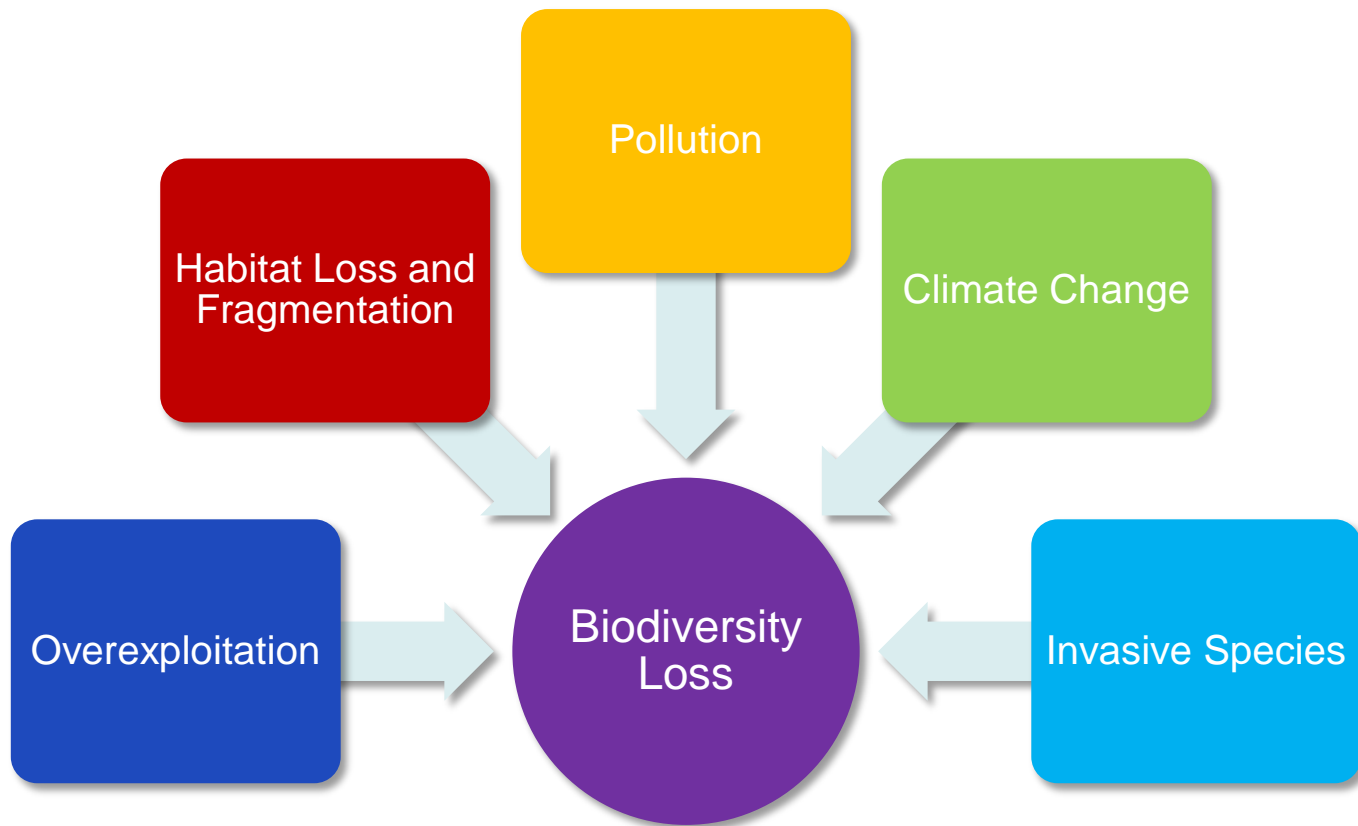 Pollution
Habitat Loss and
Fragmentation
Climate Change
Overexploitation
Biodiversity
Loss
Invasive Species